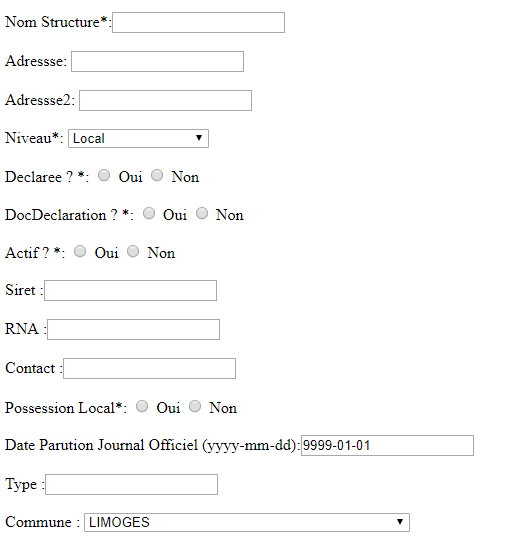 Nom Structure*:
Adressse:
Adressse2:
Niveau*: Local
Declaree ? *: Oui Non
DocDeclaration ? *: Oui Non
Actif ? *: Oui Non
Siret :
RNA :
Contact :
Possession Local*: Oui Non
Date Parution Journal Officiel (yyyy-mm-dd): 9999-01-01
Type :
Commune : LIMOGES